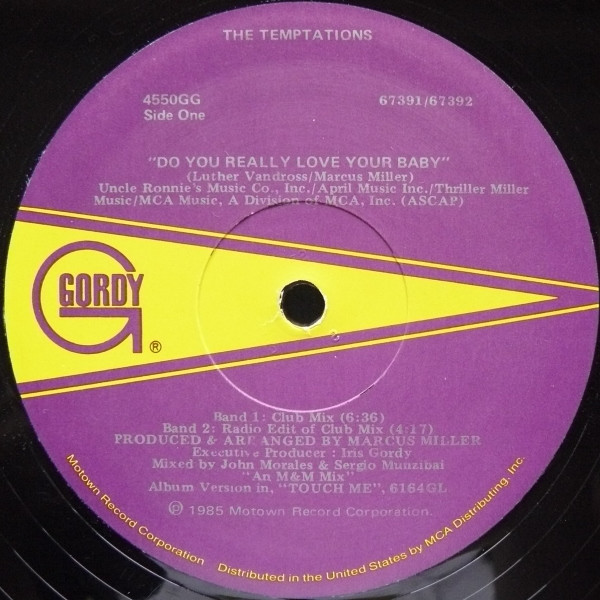 THE TEMPTATIONS
4550GG
Side One
67391/67392
"DO YOU REALLY LOVE YOUR BABY"
(Luther Vandross/Marcus Miller)
Uncle Ronnie's Music Co., Inc./April Music Inc./Thriller Miller
Music/MCA Music, A Division of MCA, Inc. (ASCAP)
GORDY
G
®
Band 1: Club Mix (6:36)
Band 2: Radio Edit of Club Mix (4:17)
PRODUCED & ARRANGED BY MARCUS MILLER
Executive Producer : Iris Gordy
Mixed by John Morales & Sergio Munzibai
"An M&M Mix"
Album Version in, "TOUCH ME", 6164GL
℗ 1985 Motown Record Corporation.
Motown Record Corporation Distributed in the United States by MCA Distributing, Inc.